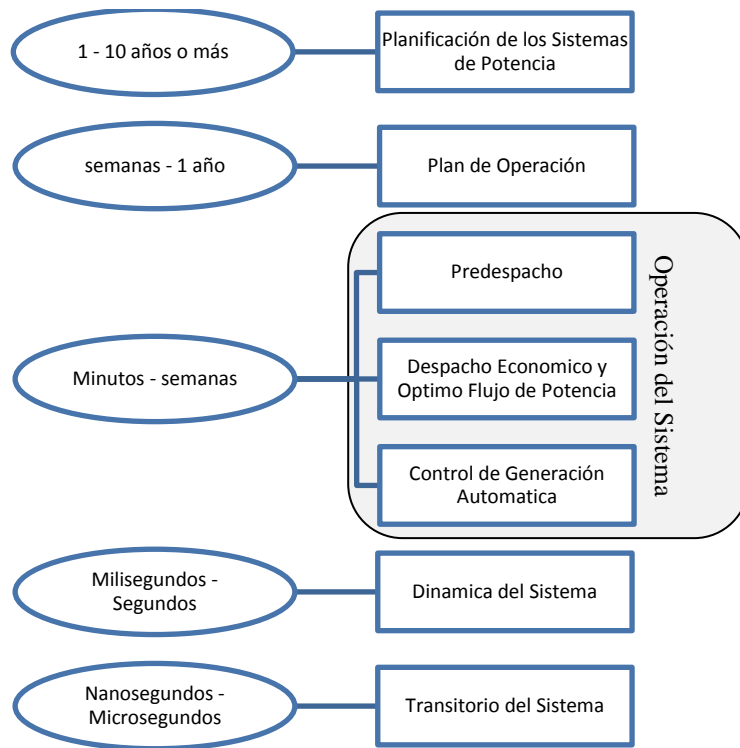 1 - 10 años o más
Planificación de los Sistemas
de Potencia
semanas - 1 año
Plan de Operación
Minutos - semanas
Predespacho
Despacho Economico y
Optimo Flujo de Potencia
Control de Generación
Automatica
Operación del Sistema
Milisegundos -
Segundos
Dinamica del Sistema
Nanosegundos -
Microsegundos
Transitorio del Sistema